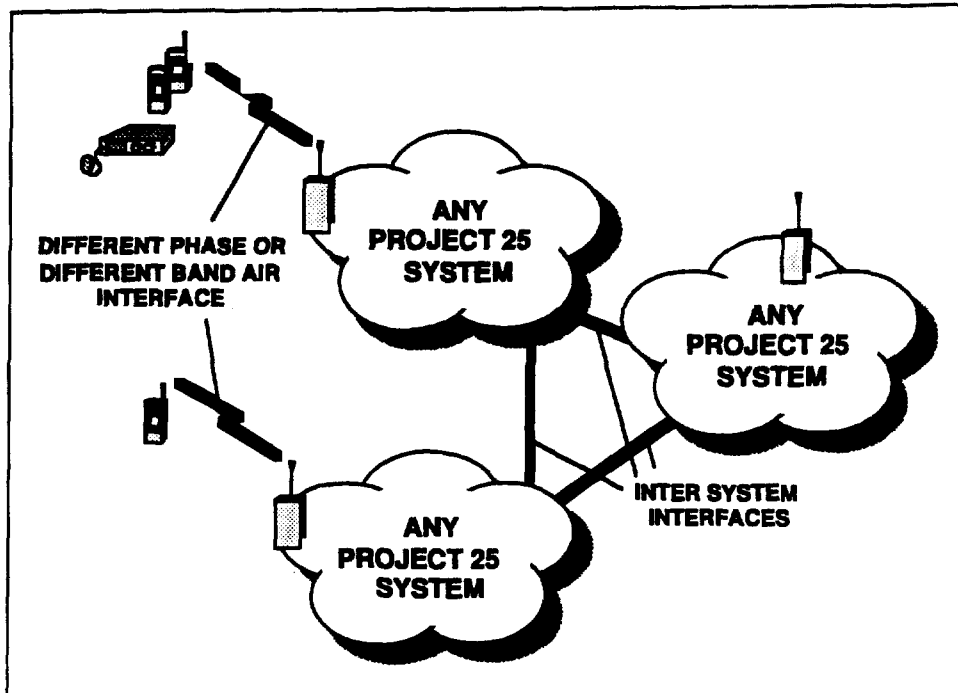 ANY
PROJECT 25
SYSTEM
DIFFERENT PHASE OR
DIFFERENT BAND AIR
INTERFACE
ANY
PROJECT 25
SYSTEM
INTER SYSTEM
INTERFACES
ANY
PROJECT 25
SYSTEM